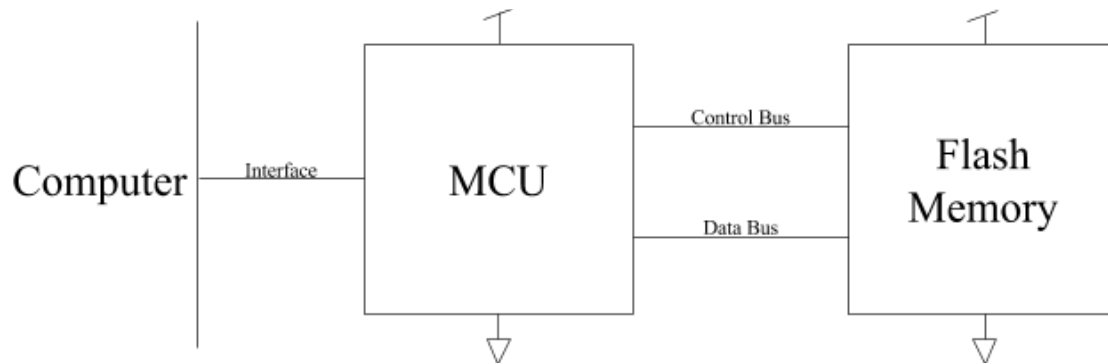 Computer
Interface
MCU
Control Bus
Data Bus
Flash
Memory